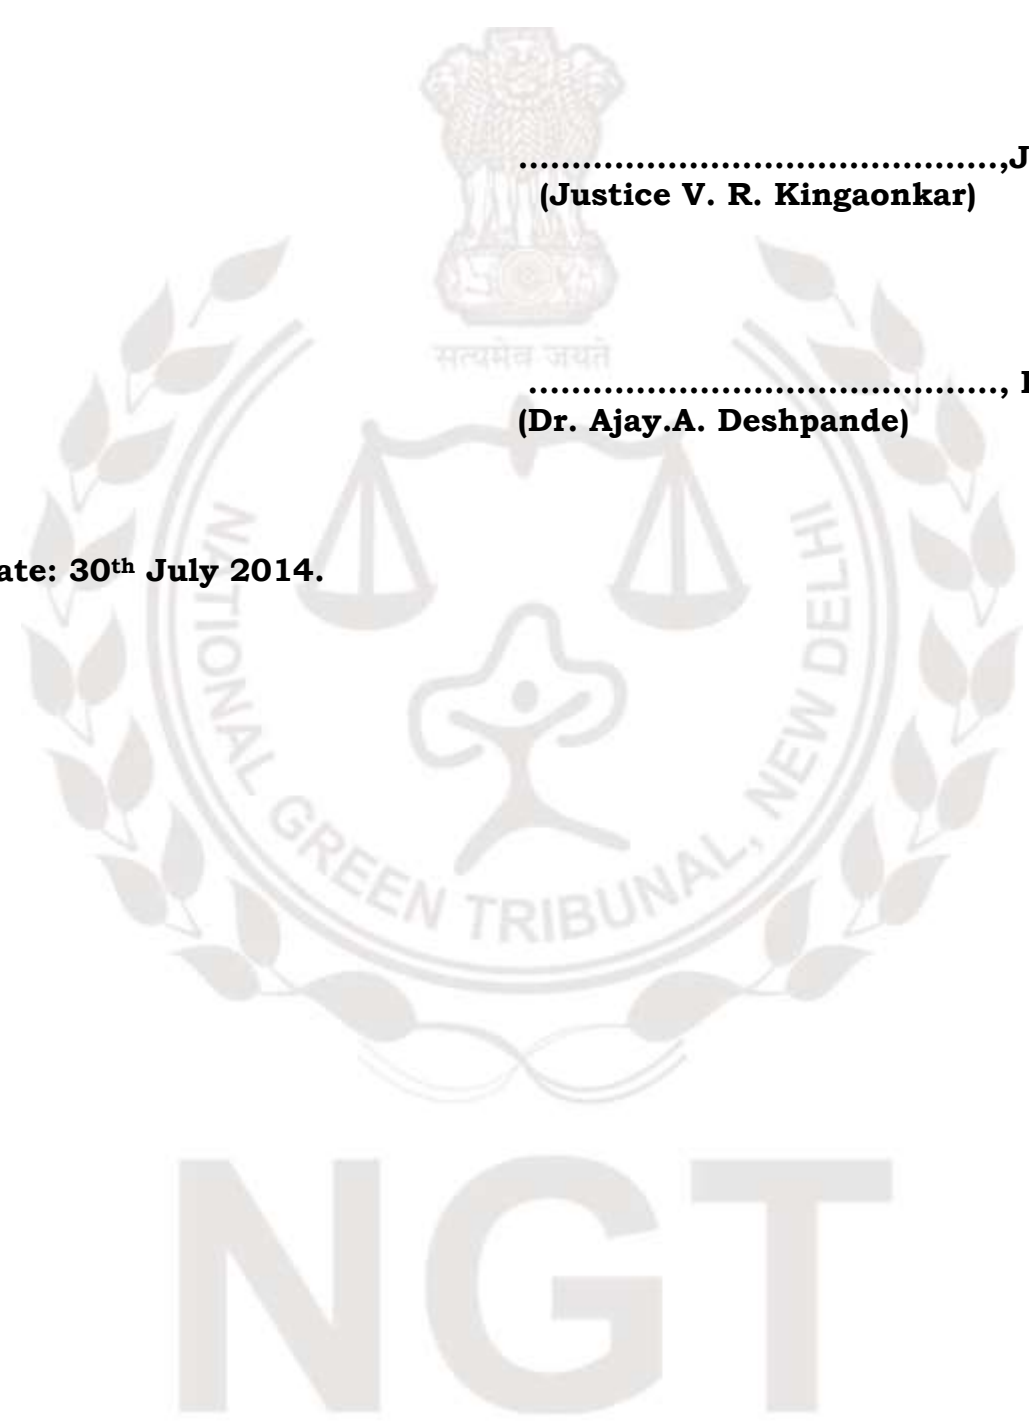 ..............................................,J
(Justice V. R. Kingaonkar)
सत्यमेव जयते
............................................., 
(Dr. Ajay.A. Deshpande)
ate: 30th July 2014.
NATIONAL GREEN TRIBUNAL, NEW DELHI
NGT